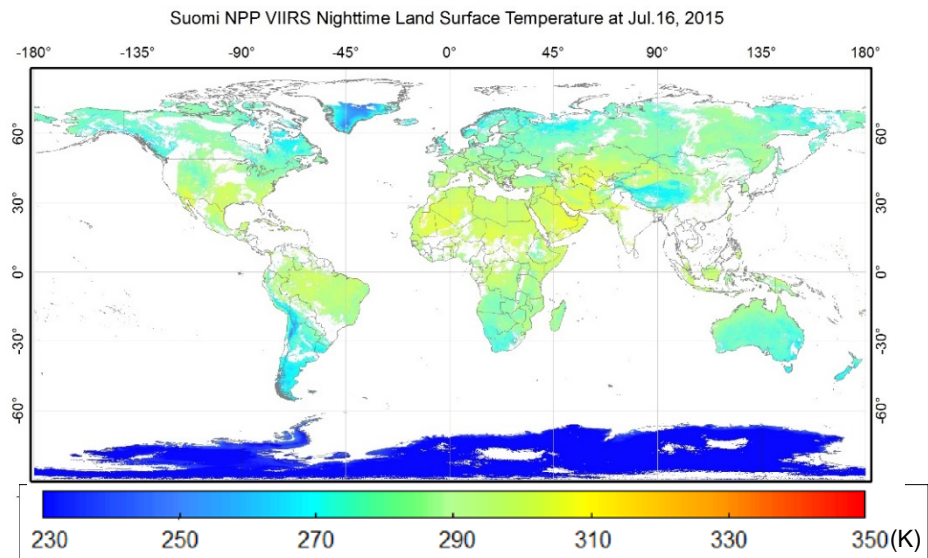 Suomi NPP VIIRS Nighttime Land Surface Temperature at Jul.16, 2015
-180° -135° -90° -45° 0° 45° 90° 135° 180°
60° 60°
30° 30°
0° 0°
-30° -30°
-60° -60°
230 250 270 290 310 330 350 (K)